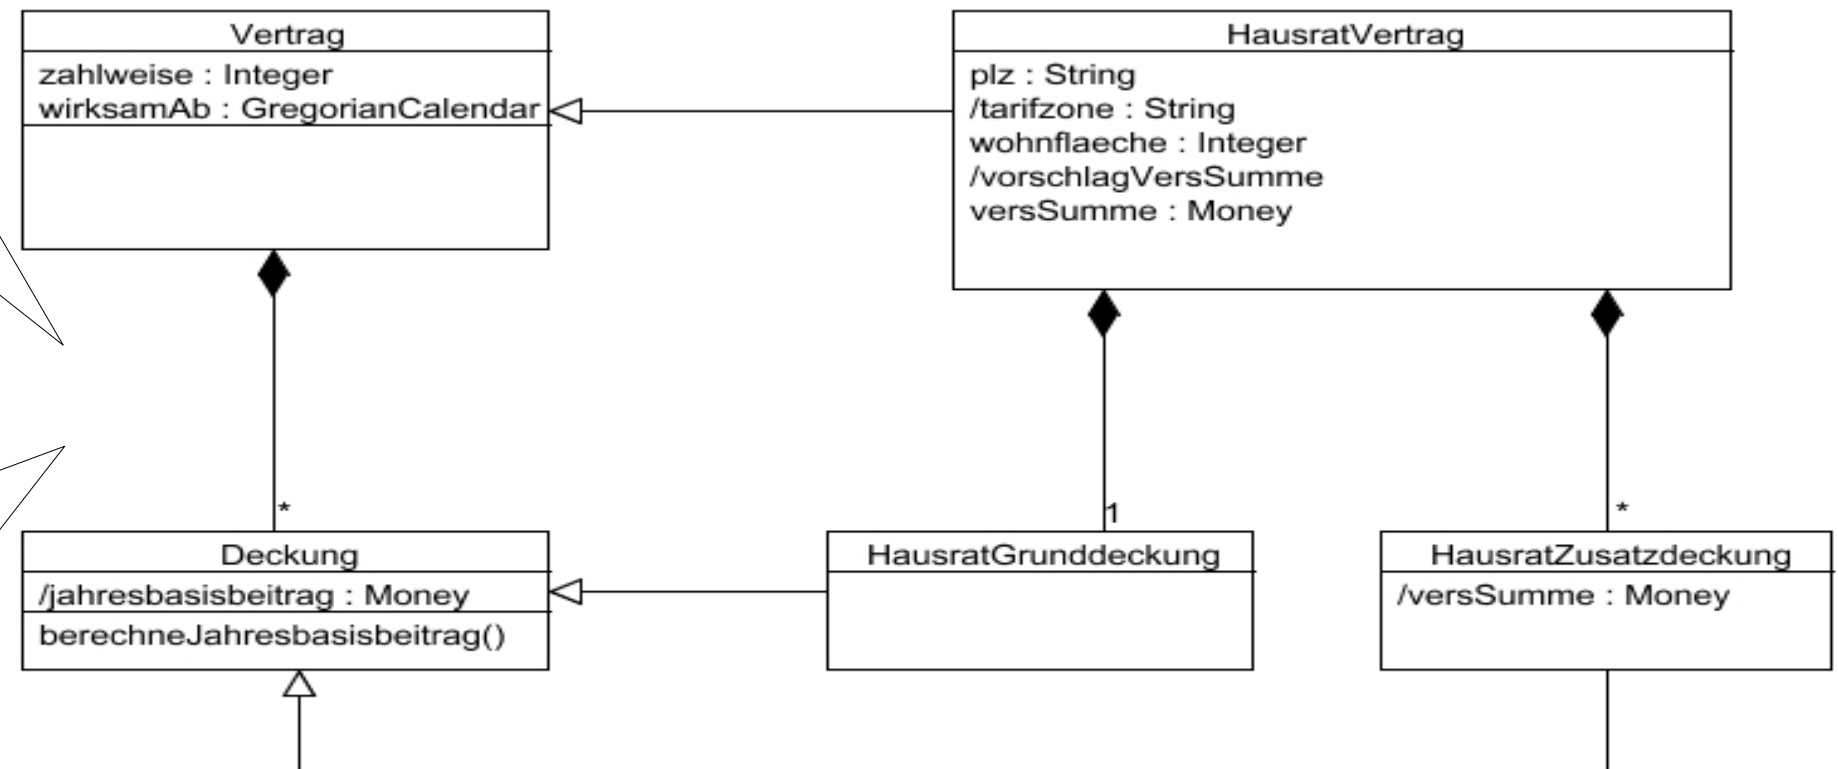 Vertrag
zahlweise : Integer
wirksamAb : GregorianCalendar
HausratVertrag
plz : String
/tarifzone : String
wohnflaeche : Integer
/vorschlagVersSumme
versSumme : Money
*
1
*
Deckung
/jahresbasisbeitrag : Money
berechneJahresbasisbeitrag()
HausratGrunddeckung
HausratZusatzdeckung
/versSumme : Money